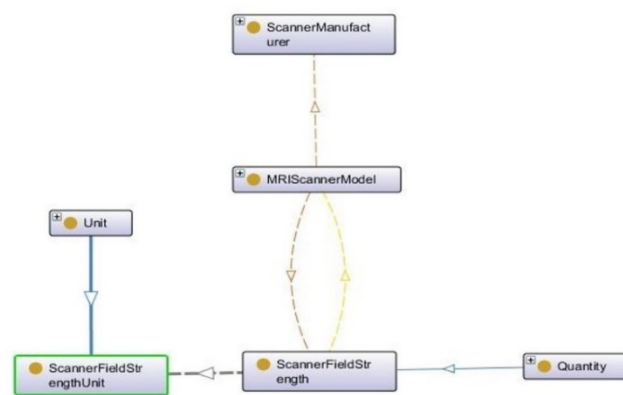 ScannerManufact
urer
MRIScannerModel
Unit
ScannerFieldStr
engthUnit
ScannerFieldStr
ength
Quantity